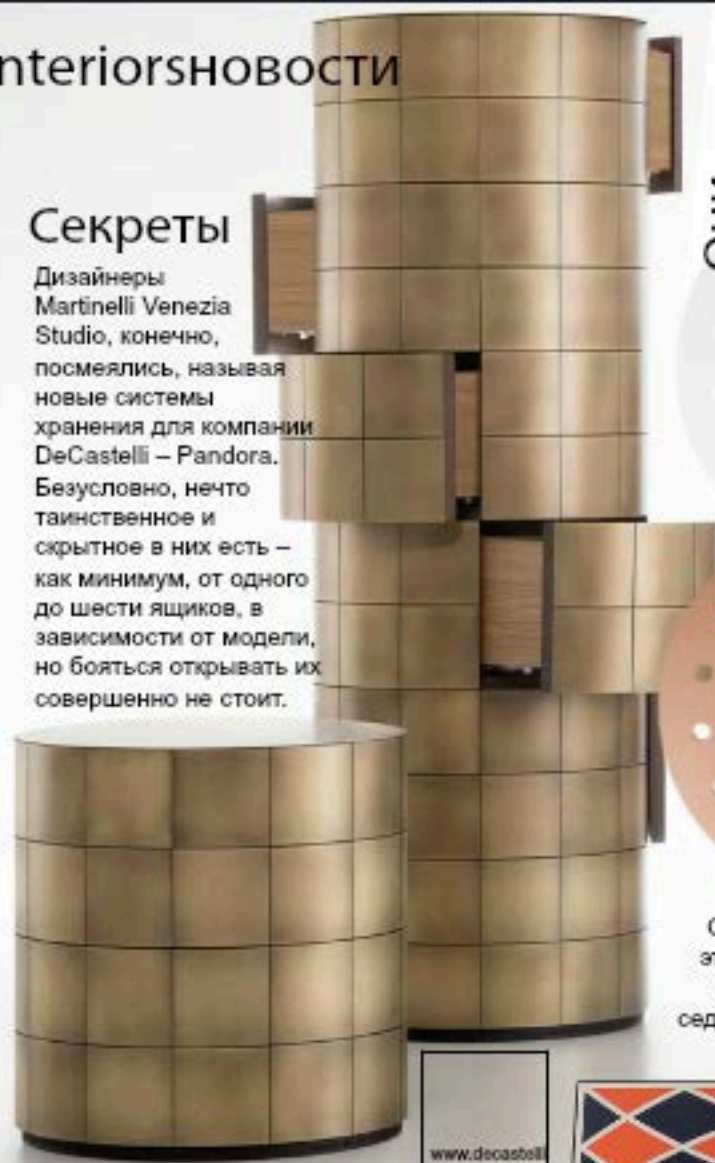 nteriorsновости
Секреты
Дизайнеры
Martinelli Venezia
Studio, конечно,
посмеялись, называя
новые системы
хранения для компании
DeCastelli – Pandora.
Безусловно, нечто
таинственное и
скрытное в них есть –
как минимум, от одного
до шести ящиков, в
зависимости от модели,
но бояться открывать их
совершенно не стоит.
сед
www.decastelli